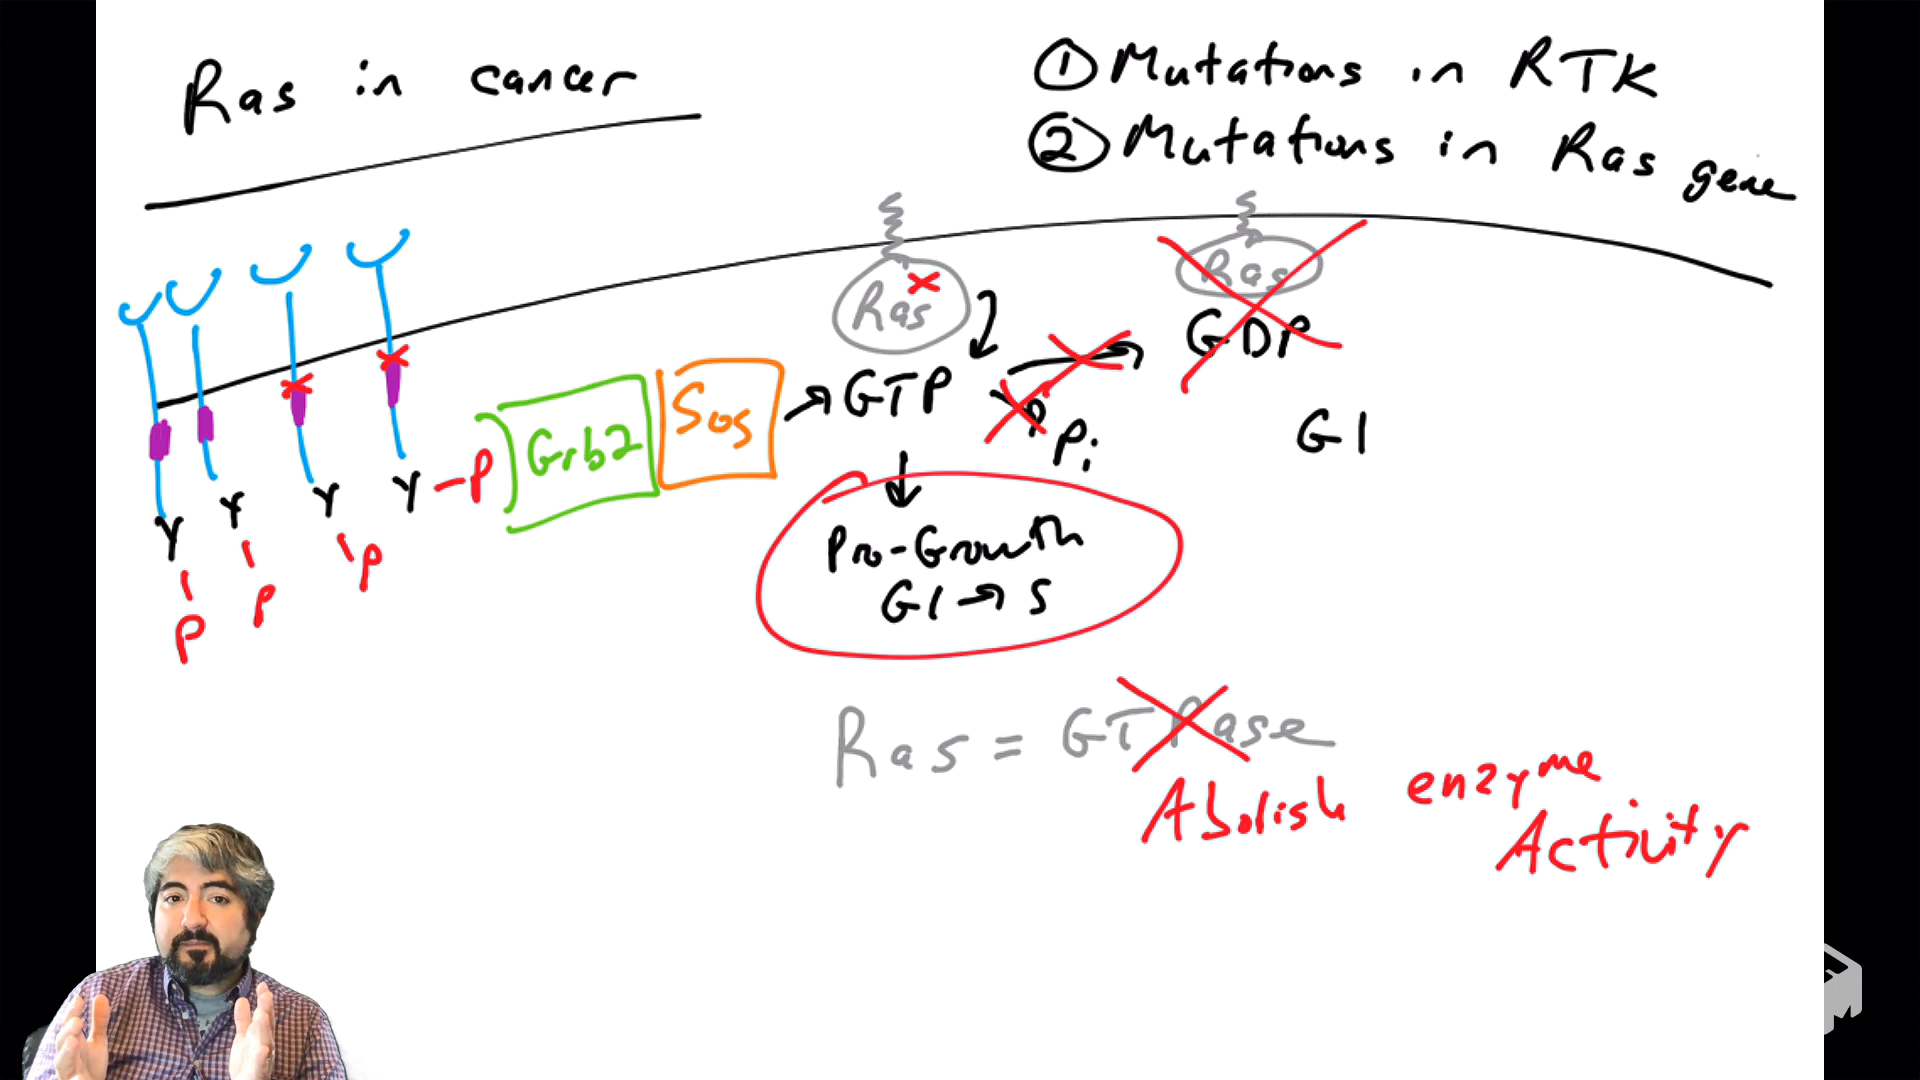 Ras in cancer
① Mutations in RTK
② Mutations in Ras gene
Ras
Ras
GDP
GTP
Pi
G1
Grb2
Sos
Y Y Y Y-P
P P P
Pro-Growth
G1 → S
Ras = GTPase
Abolish enzyme
Activity
M